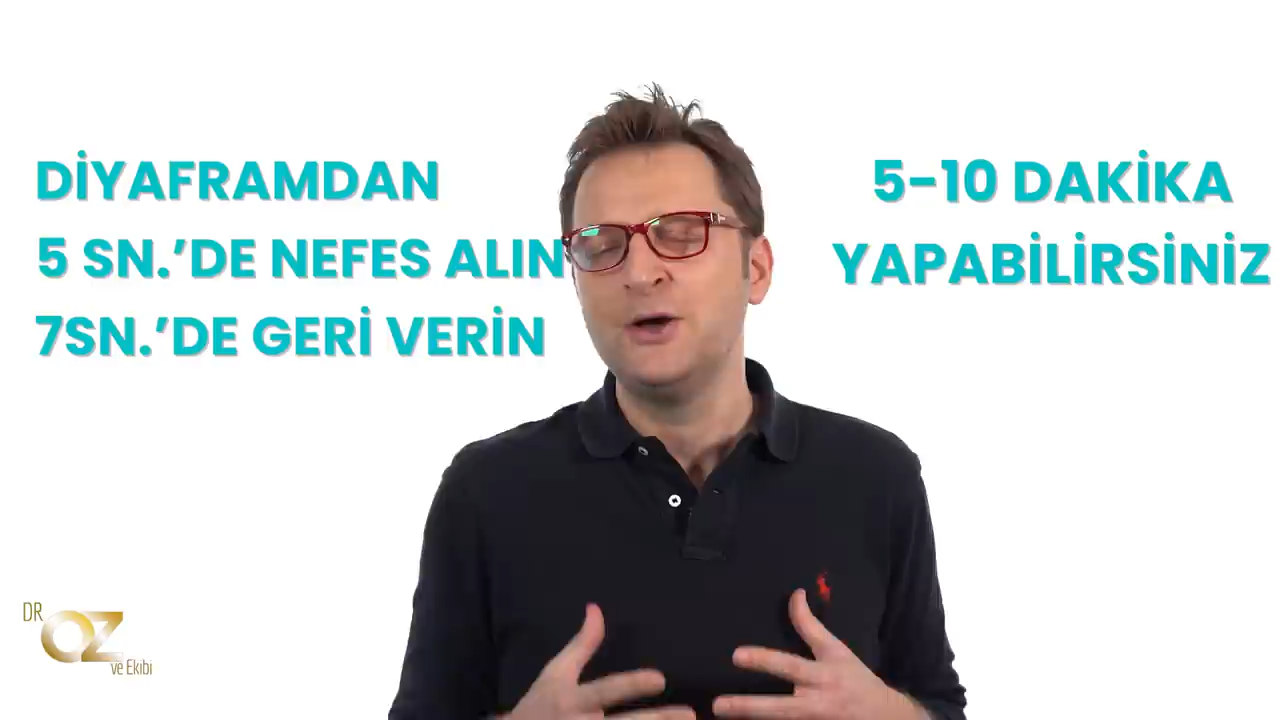 DİYAFRAMDAN
5 SN.’DE NEFES ALIN
7SN.’DE GERİ VERİN
5-10 DAKİKA
YAPABİLİRSİNİZ
DR
OZ
ve Ekibi